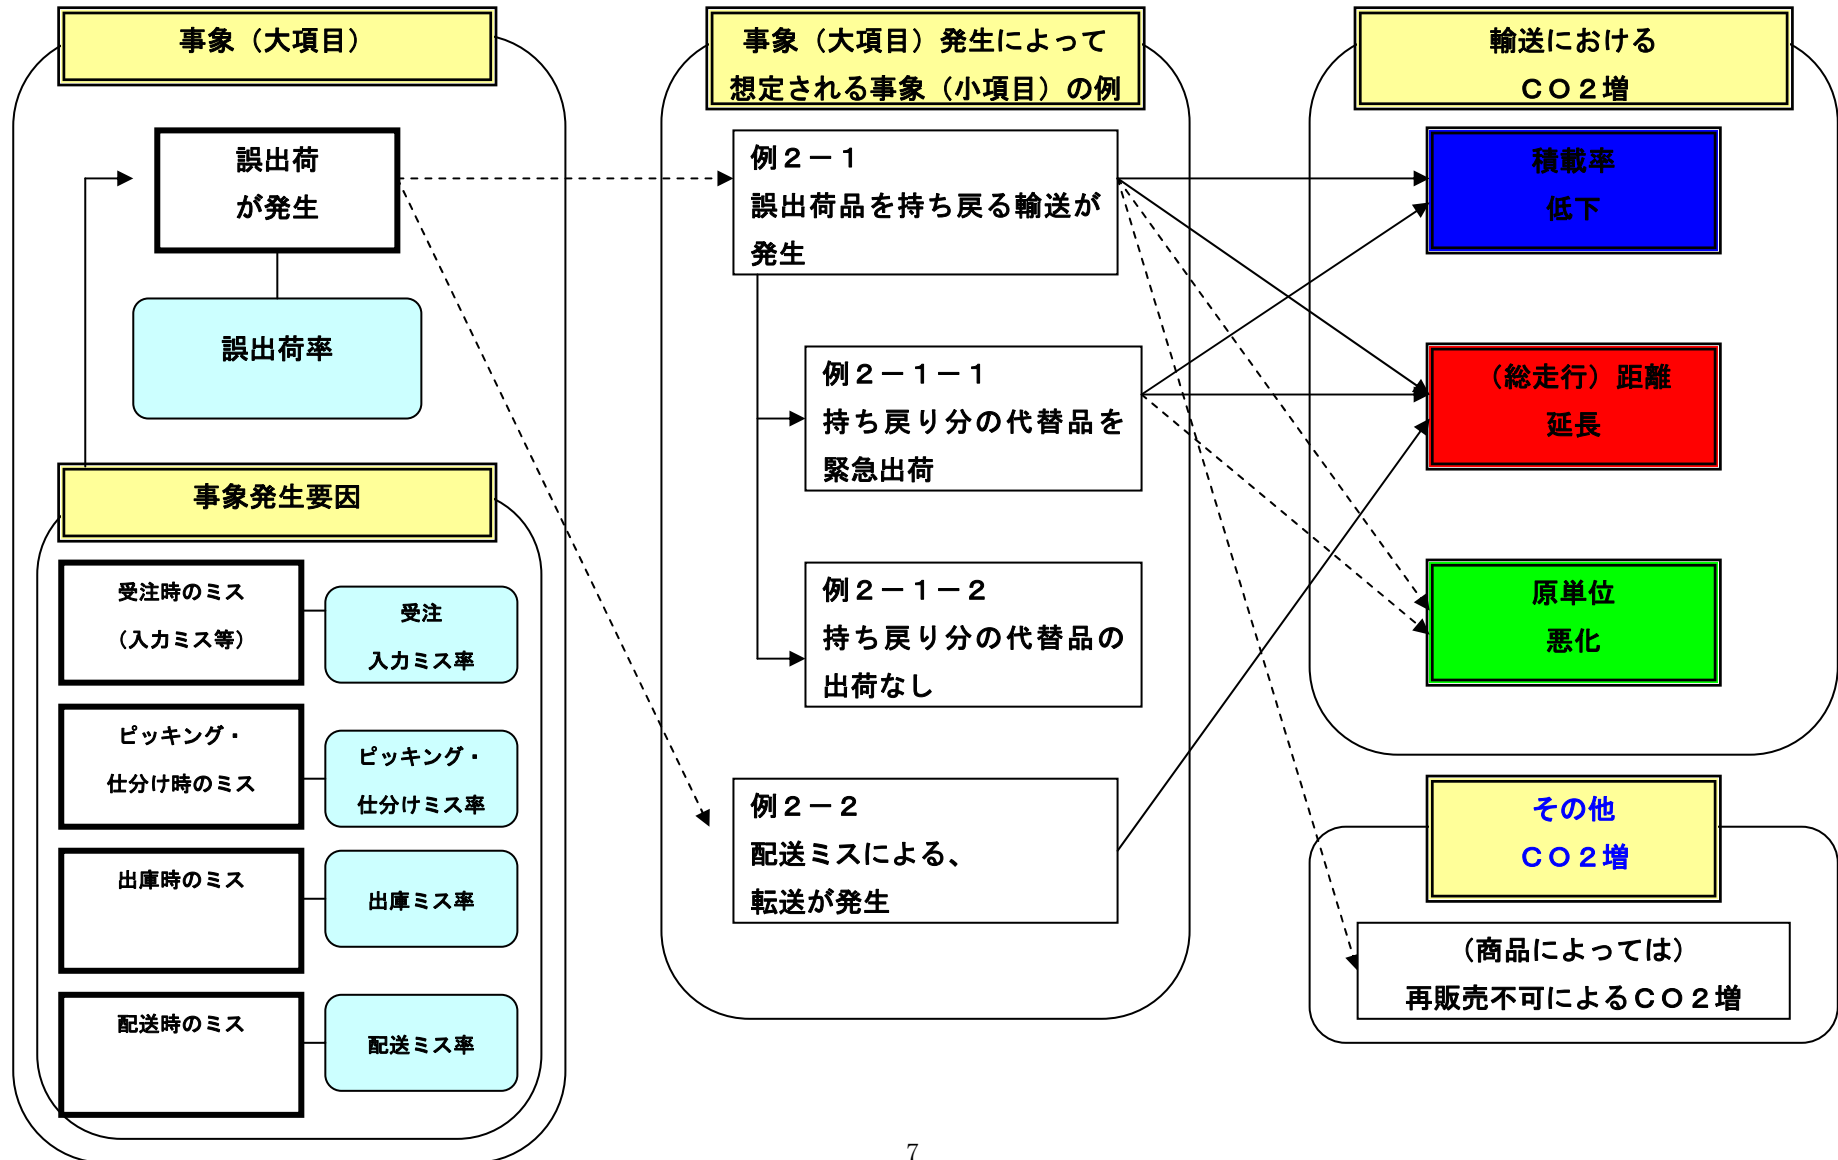 事象（大項目）
誤出荷
が発生
誤出荷率
事象発生要因
受注時のミス
（入力ミス等）
受注
入力ミス率
ピッキング・
仕分け時のミス
ピッキング・
仕分けミス率
出庫時のミス
出庫ミス率
配送時のミス
配送ミス率
事象（大項目）発生によって
想定される事象（小項目）の例
例２－１
誤出荷品を持ち戻る輸送が
発生
例２－１－１
持ち戻り分の代替品を
緊急出荷
例２－１－２
持ち戻り分の代替品の
出荷なし
例２－２
配送ミスによる、
転送が発生
輸送における
ＣＯ２増
積載率
低下
（総走行）距離
延長
原単位
悪化
その他
ＣＯ２増
（商品によっては）
再販売不可によるＣＯ２増
7